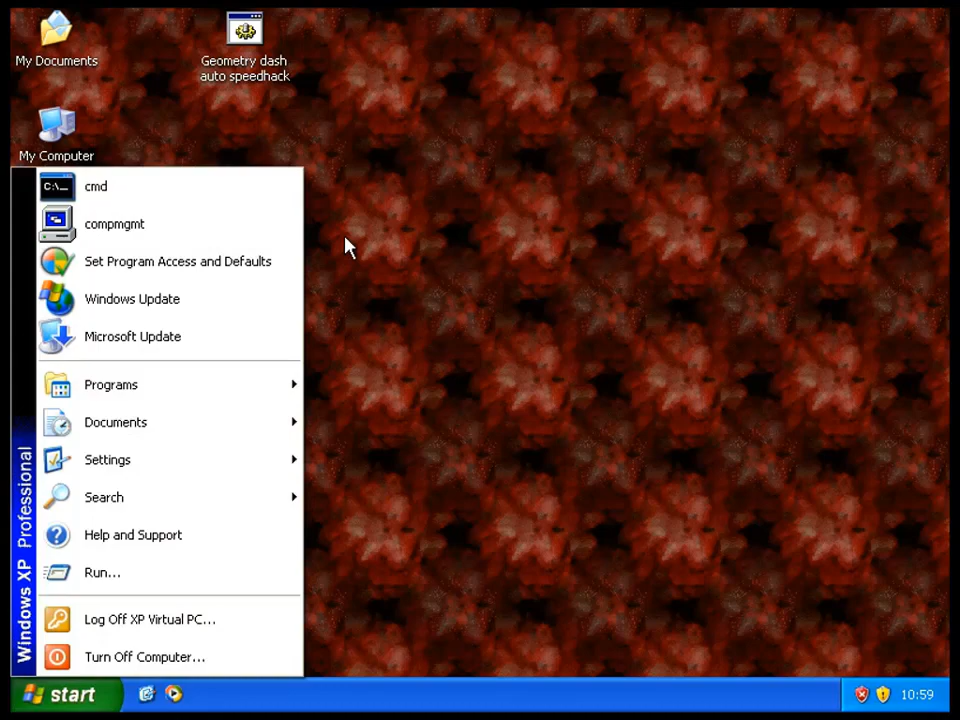 My Documents
Geometry dash
auto speedhack
My Computer
C:\...
cmd
compmgmt
Set Program Access and Defaults
Windows Update
Microsoft Update
Programs
Documents
Settings
Search
Help and Support
Run...
Log Off XP Virtual PC...
Turn Off Computer...
Windows XP Professional
start
10:59